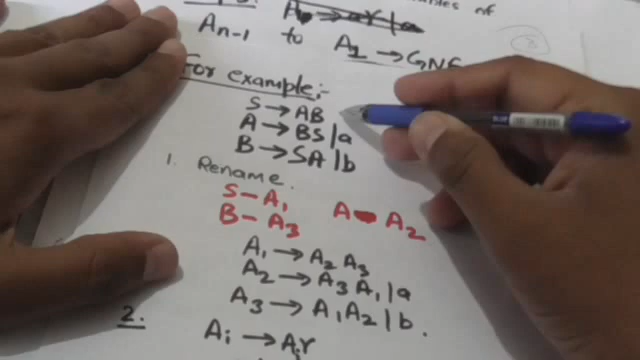 An-1 to A1 → GNF
For example:-
S → AB
A → BS | a
B → SA | b
1. Rename.
S - A1
B - A3 A - A2
A1 → A2 A3
A2 → A3 A1 | a
A3 → A1 A2 | b.
2.
Ai → Ajr